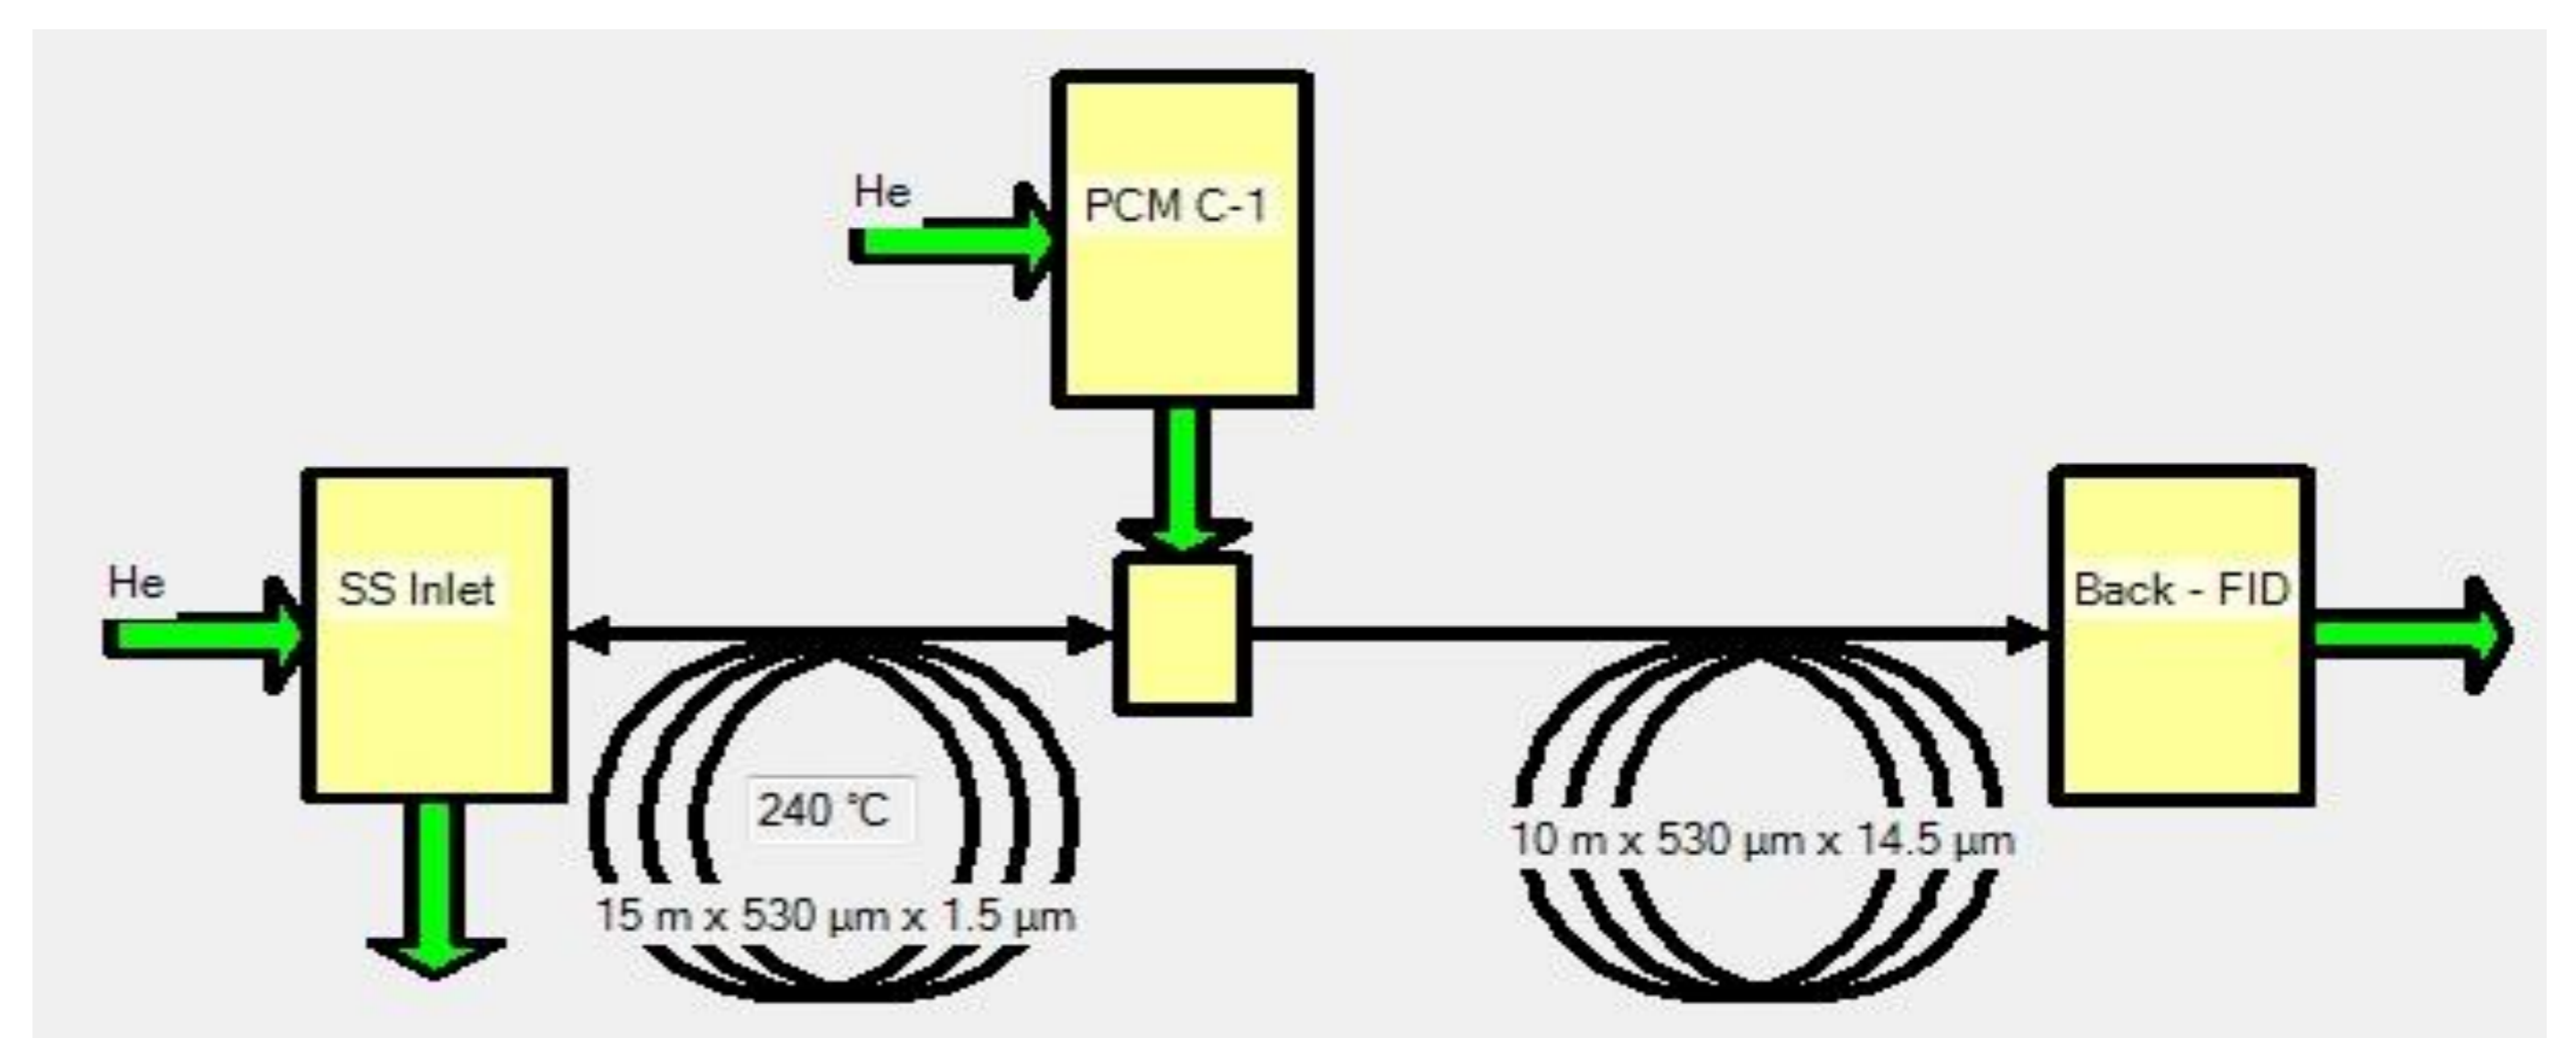 He
PCM C-1
He
SS Inlet
Back - FID
240 °C
10 m x 530 µm x 14.5 µm
15 m x 530 µm x 1.5 µm